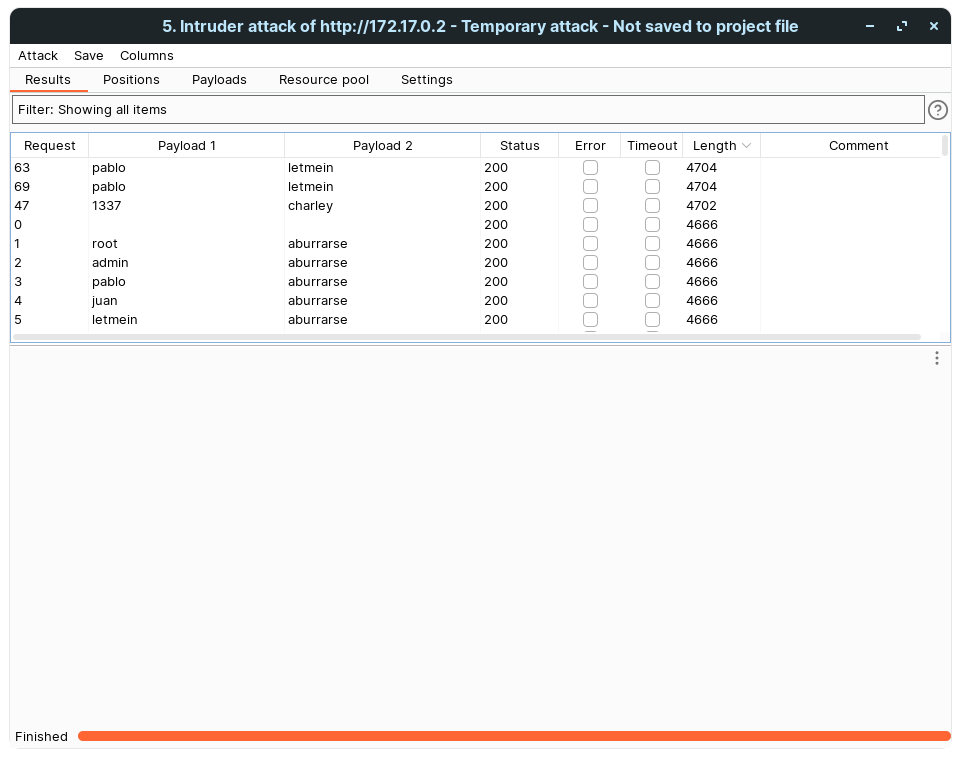 5. Intruder attack of http://172.17.0.2 - Temporary attack - Not saved to project file
Attack Save Columns
Results Positions Payloads Resource pool Settings
Filter: Showing all items
Request Payload 1 Payload 2 Status Error Timeout Length Comment
63 pablo letmein 200 4704
69 pablo letmein 200 4704
47 1337 charley 200 4702
0 200 4666
1 root aburrarse 200 4666
2 admin aburrarse 200 4666
3 pablo aburrarse 200 4666
4 juan aburrarse 200 4666
5 letmein aburrarse 200 4666
Finished